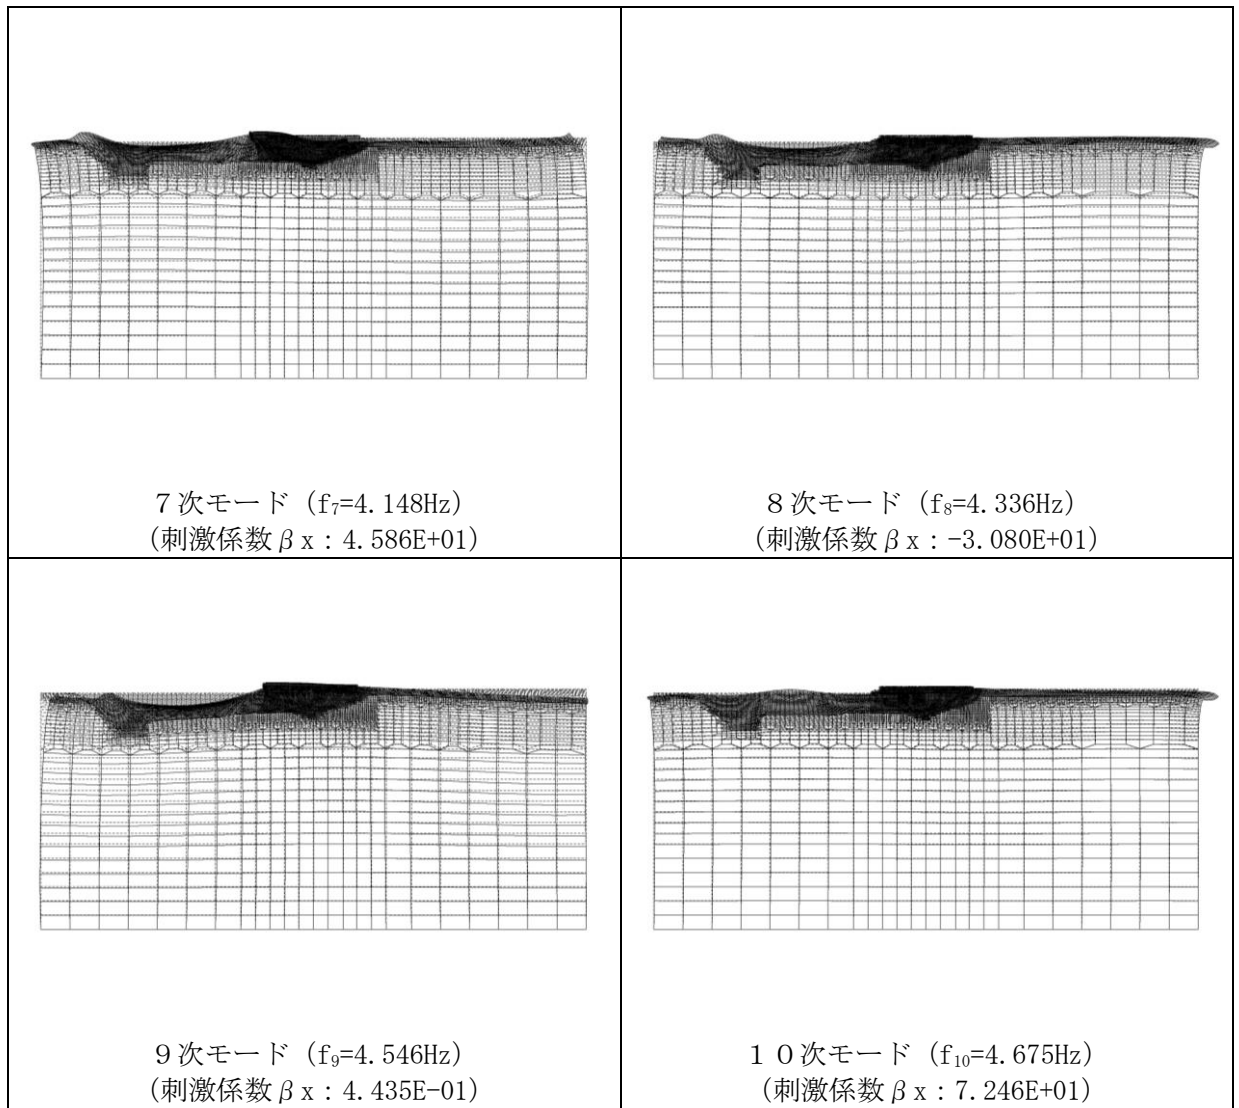 7次モード (f₇=4.148Hz)
(刺激係数βx:4.586E+01)
8次モード (f₈=4.336Hz)
(刺激係数βx:-3.080E+01)
9次モード (f₉=4.546Hz)
(刺激係数βx:4.435E-01)
10次モード (f₁₀=4.675Hz)
(刺激係数βx:7.246E+01)